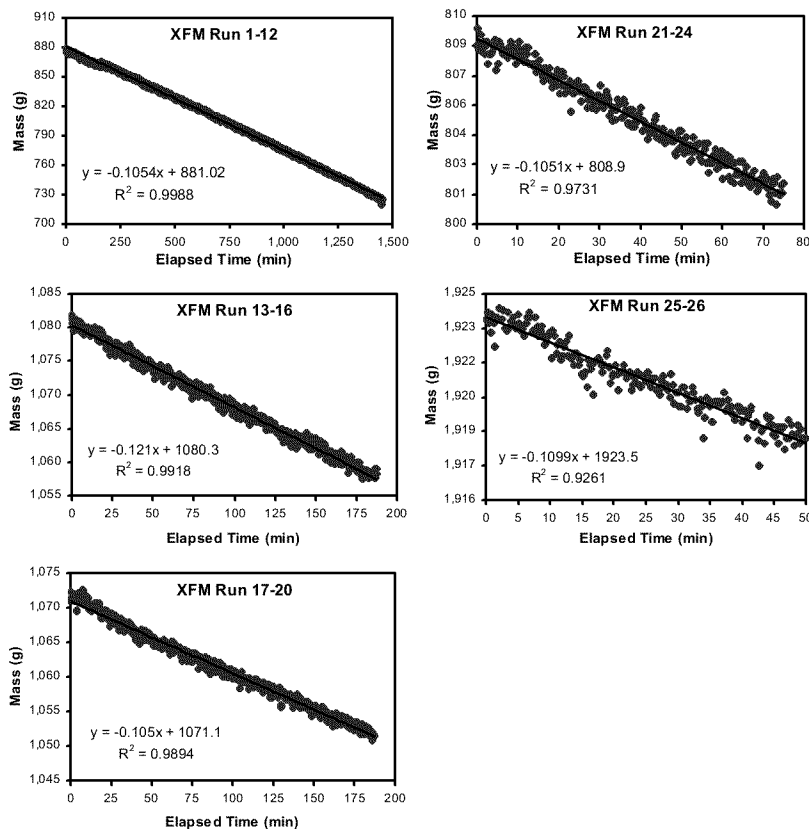 XFM Run 1-12
Mass (g)
910
880
850
820
790
760
730
700
y = -0.1054x + 881.02
R² = 0.9988
0 250 500 750 1,000 1,250 1,500
Elapsed Time (min)
XFM Run 21-24
Mass (g)
810
809
807
806
804
803
801
800
y = -0.1051x + 808.9
R² = 0.9731
0 10 20 30 40 50 60 70 80
Elapsed Time (min)
XFM Run 13-16
Mass (g)
1,085
1,080
1,075
1,070
1,065
1,060
1,055
y = -0.121x + 1080.3
R² = 0.9918
0 25 50 75 100 125 150 175 200
Elapsed Time (min)
XFM Run 25-26
Mass (g)
1,925
1,923
1,922
1,920
1,919
1,917
1,916
y = -0.1099x + 1923.5
R² = 0.9261
0 5 10 15 20 25 30 35 40 45 50
Elapsed Time (min)
XFM Run 17-20
Mass (g)
1,075
1,070
1,065
1,060
1,055
1,050
1,045
y = -0.105x + 1071.1
R² = 0.9894
0 25 50 75 100 125 150 175 200
Elapsed Time (min)